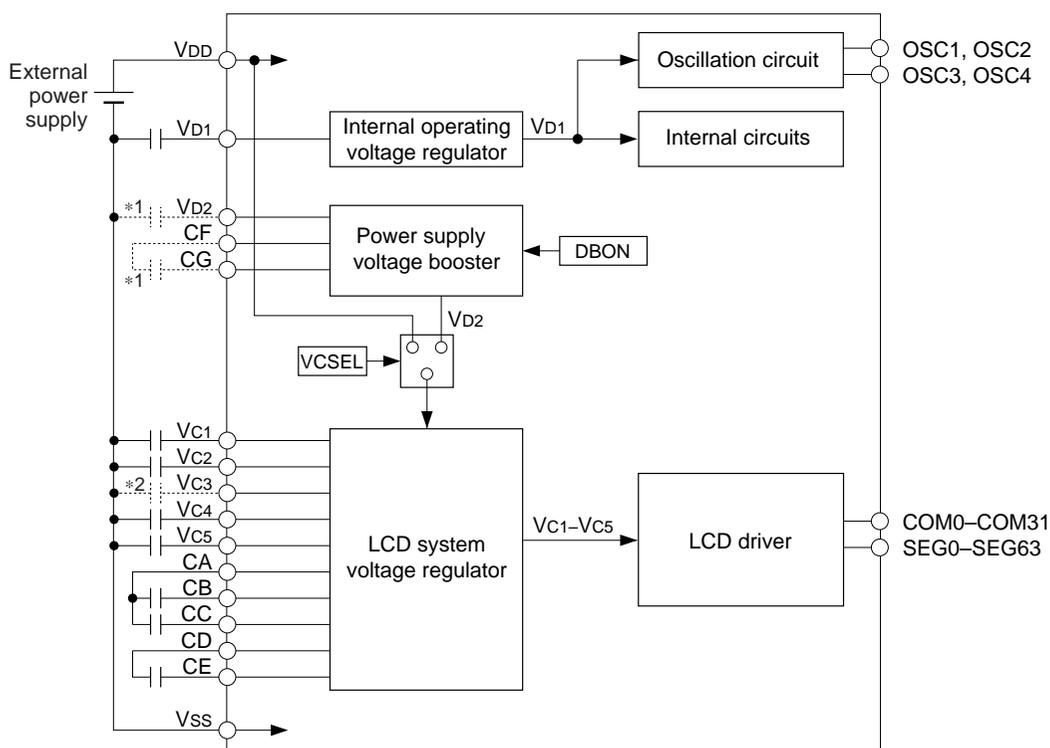 External
power
supply
VDD
VD1
Internal operating
voltage regulator
VD1
Oscillation circuit
OSC1, OSC2
OSC3, OSC4
Internal circuits
*1
VD2
CF
CG
*1
Power supply
voltage booster
DBON
VD2
VCSEL
VC1
VC2
*2
VC3
VC4
VC5
CA
CB
CC
CD
CE
LCD system
voltage regulator
VC1–VC5
LCD driver
COM0–COM31
SEG0–SEG63
VSS